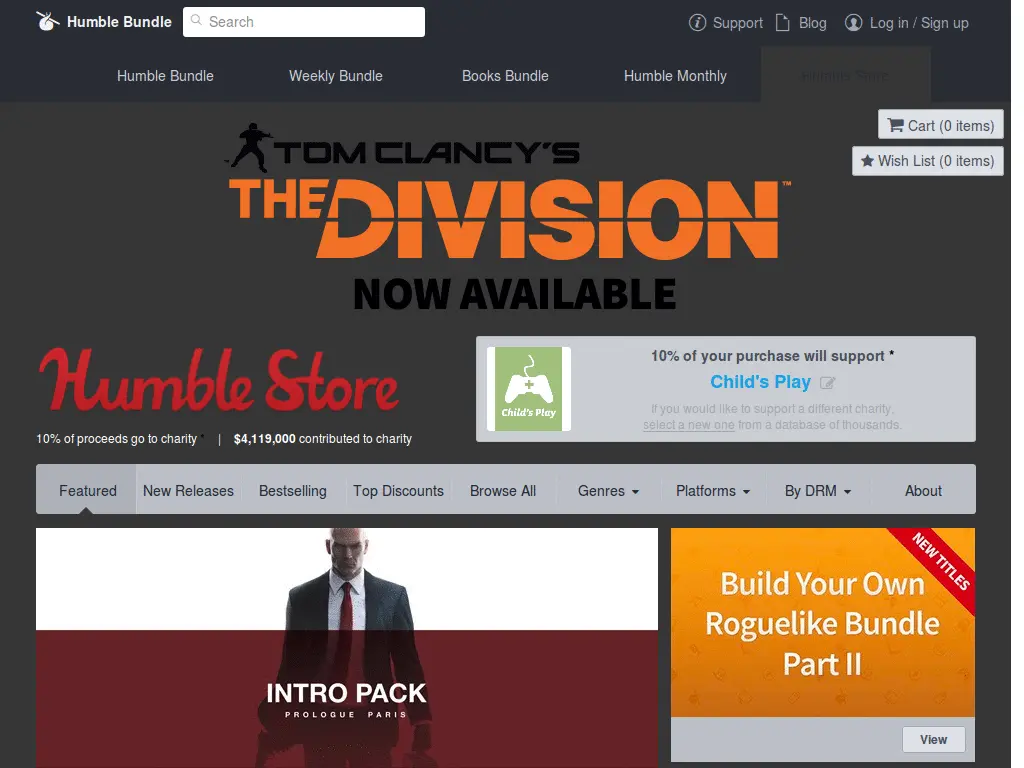 Humble Bundle
Search
Support
Blog
Log in / Sign up
Humble Bundle
Weekly Bundle
Books Bundle
Humble Monthly
Humble Store
Cart (0 items)
Wish List (0 items)
TOM CLANCY'S
THE DIVISION™
NOW AVAILABLE
Humble Store
10% of proceeds go to charity * | $4,119,000 contributed to charity
Child's Play
10% of your purchase will support *
Child's Play
If you would like to support a different charity,
select a new one from a database of thousands.
Featured
New Releases
Bestselling
Top Discounts
Browse All
Genres
Platforms
By DRM
About
INTRO PACK
PROLOGUE PARIS
NEW TITLES
Build Your Own
Roguelike Bundle
Part II
View